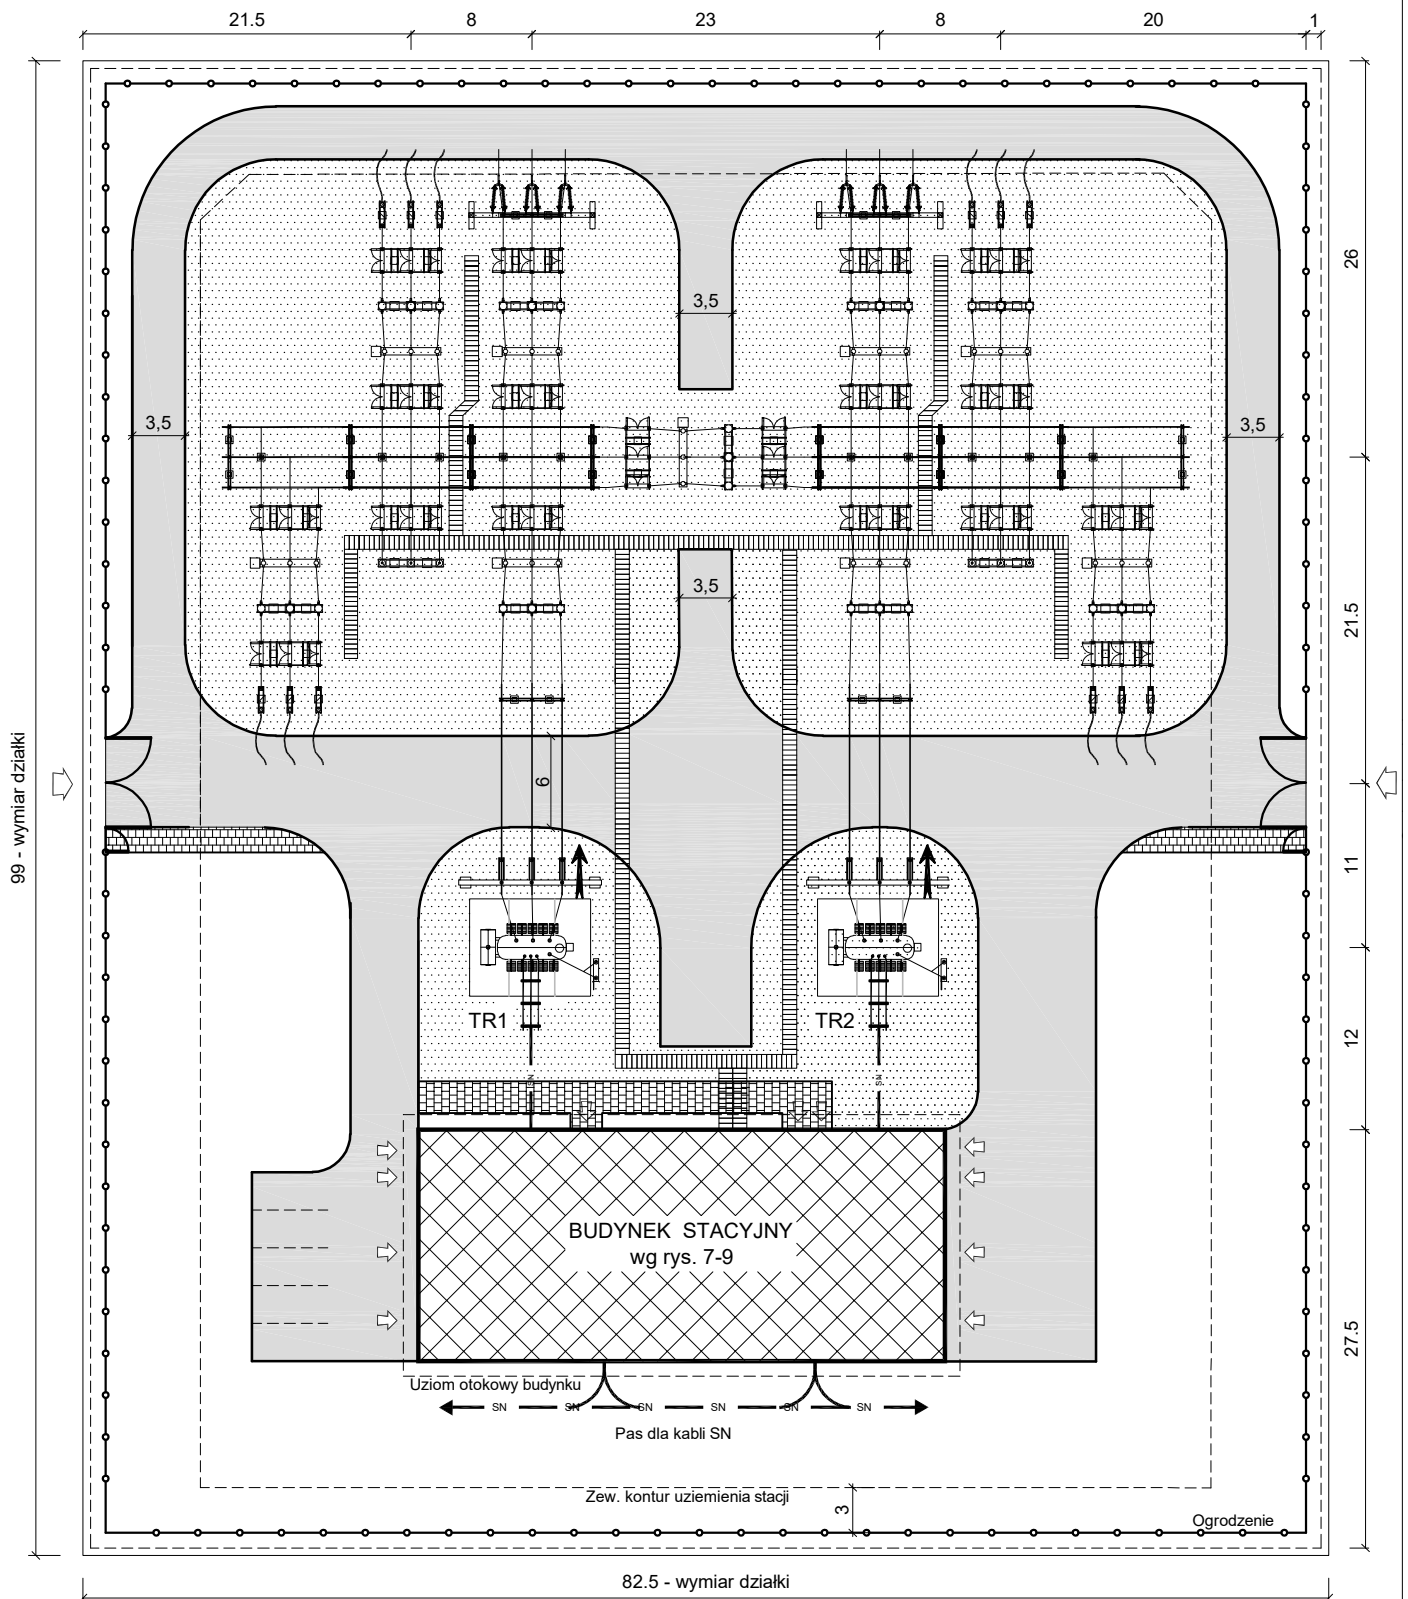 21.5
8
23
8
20
1
26
3,5
3,5
3,5
21.5
3,5
6
99 - wymiar działki
11
TR1
TR2
12
SN
SN
BUDYNEK STACYJNY
wg rys. 7-9
27.5
Uziom otokowy budynku
SN SN SN SN SN SN
Pas dla kabli SN
Zew. kontur uziemienia stacji
3
Ogrodzenie
82.5 - wymiar działki